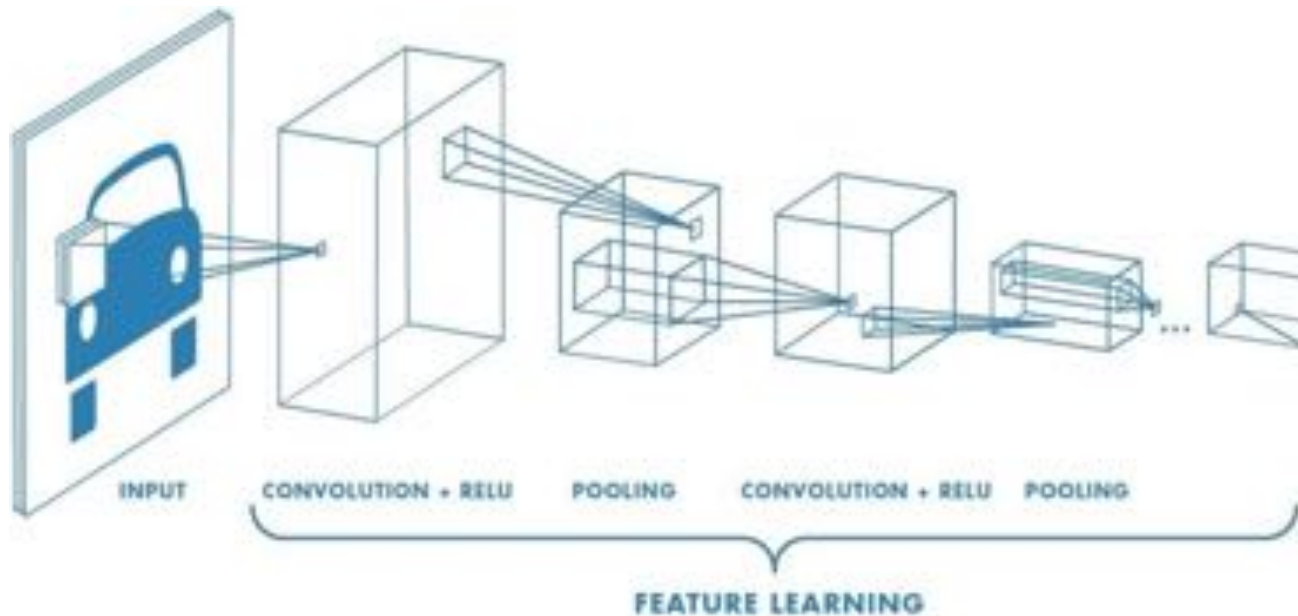 INPUT CONVOLUTION + RELU POOLING CONVOLUTION + RELU POOLING
...
FEATURE LEARNING